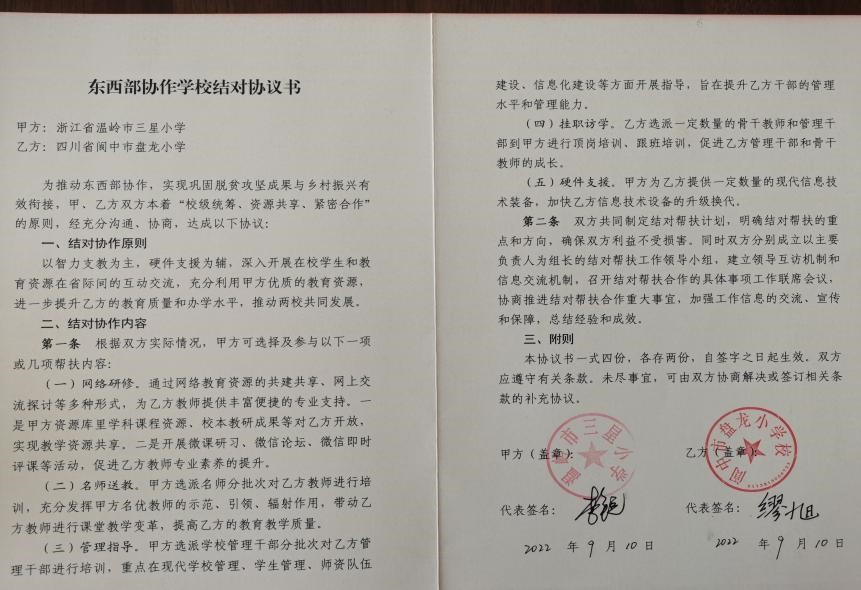 东西部协作学校结对协议书
甲方：浙江省温岭市三星小学
乙方：四川省阆中市盘龙小学
为推动东西部协作，实现巩固脱贫攻坚成果与乡村振兴有
效衔接，甲、乙双方本着“校级统筹、资源共享、紧密合作”
的原则，经充分沟通、协商，达成以下协议：
一、结对协作原则
以智力支教为主，硬件支援为辅，深入开展在校学生和教
育资源在省际间的互动交流，充分利用甲方优质的教育资源，
进一步提升乙方的教育质量和办学水平，推动两校共同发展。
二、结对协作内容
第一条 根据双方实际情况，甲方可选择及参与以下一项
或几项帮扶内容：
（一）网络研修。通过网络教育资源的共建共享、网上交
流探讨等多种形式，为乙方教师提供丰富便捷的专业支持。一
是甲方资源库里学科课程资源、校本教研成果等对乙方开放，
实现教学资源共享。二是开展微课研习、微信论坛、微信即时
评课等活动，促进乙方教师专业素养的提升。
（二）名师送教。甲方选派名师分批次对乙方教师进行培
训，充分发挥甲方名优教师的示范、引领、辐射作用，带动乙
方教师进行课堂教学变革，提高乙方的教育教学质量。
（三）管理指导。甲方选派学校管理干部分批次对乙方管
理干部进行培训，重点在现代学校管理、学生管理、师资队伍
建设、信息化建设等方面开展指导，旨在提升乙方干部的管理
水平和管理能力。
（四）挂职访学。乙方选派一定数量的骨干教师和管理干
部到甲方进行顶岗培训、跟班培训，促进乙方管理干部和骨干
教师的成长。
（五）硬件支援。甲方为乙方提供一定数量的现代信息技
术装备，加快乙方信息技术设备的升级换代。
第二条 双方共同制定结对帮扶计划，明确结对帮扶的重
点和方向，确保双方利益不受损害。同时双方分别成立以主要
负责人为组长的结对帮扶工作领导小组，建立领导互访机制和
信息交流机制，召开结对帮扶合作的具体事项工作联席会议，
协商推进结对帮扶合作重大事宜，加强工作信息的交流、宣传
和保障，总结经验和成效。
三、附则
本协议书一式四份，各存两份，自签字之日起生效。双方
应遵守有关条款。未尽事宜，可由双方协商解决或签订相关条
款的补充协议。
甲方（盖章）： 乙方（盖章）：
温岭市三星小学
阆中市盘龙小学校
代表签名： 代表签名：缪旭
2022 年 9 月 10 日 2022 年 9 月 10 日